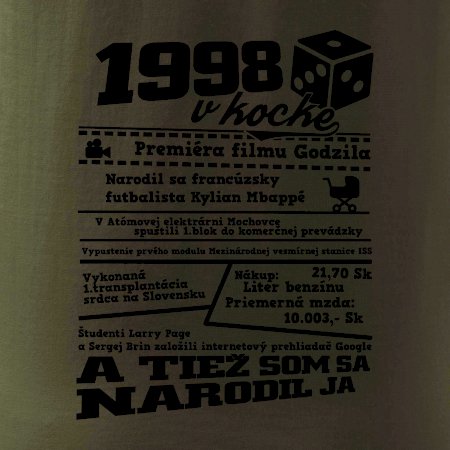 1998
v kocke
Premiéra filmu Godzila
Narodil sa francúzsky
futbalista Kylian Mbappé
V Atómovej elektrárni Mochovce
spustili 1.blok do komerčnej prevádzky
Vypustenie prvého modulu Mezinárodnej vesmírnej stanice ISS
Vykonaná
1.transplantácia
srdca na Slovensku
Nákup: 21,70 Sk
Liter benzínu
Priemerná mzda:
10.003,- Sk
Študenti Larry Page
a Sergej Brin založili internetový prehliadač Google
A TIEŽ SOM SA
NARODIL JA